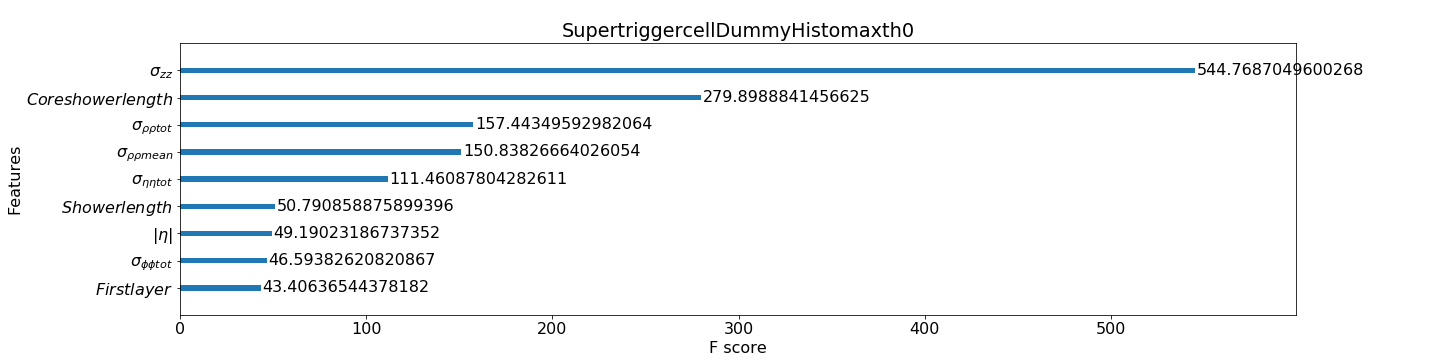 SupertriggercellDummyHistomaxth0
σzz 544.7687049600268
Coreshowerlength 279.8988841456625
σρρtot 157.44349592982064
σρρmean 150.83826664026054
σηηtot 111.46087804282611
Showerlength 50.790858875899396
|η| 49.19023186737352
σϕϕtot 46.59382620820867
Firstlayer 43.40636544378182
Features
0 100 200 300 400 500
F score